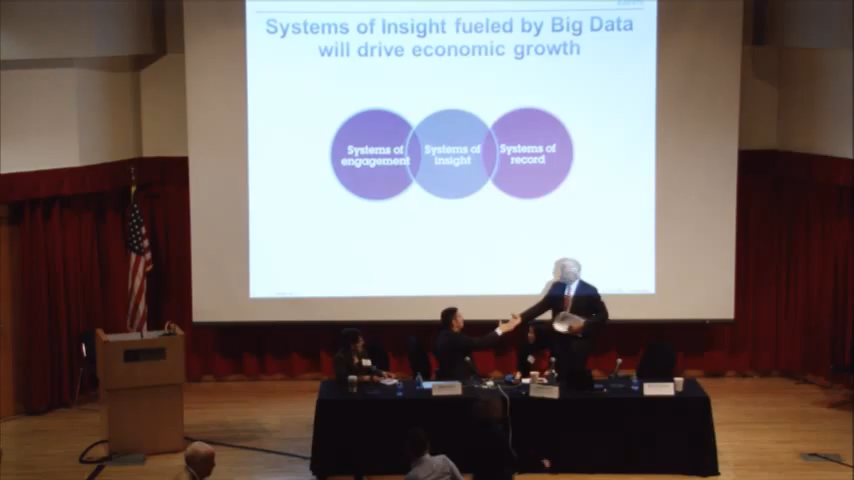 Systems of Insight fueled by Big Data
will drive economic growth
Systems of
engagement
Systems of
insight
Systems of
record